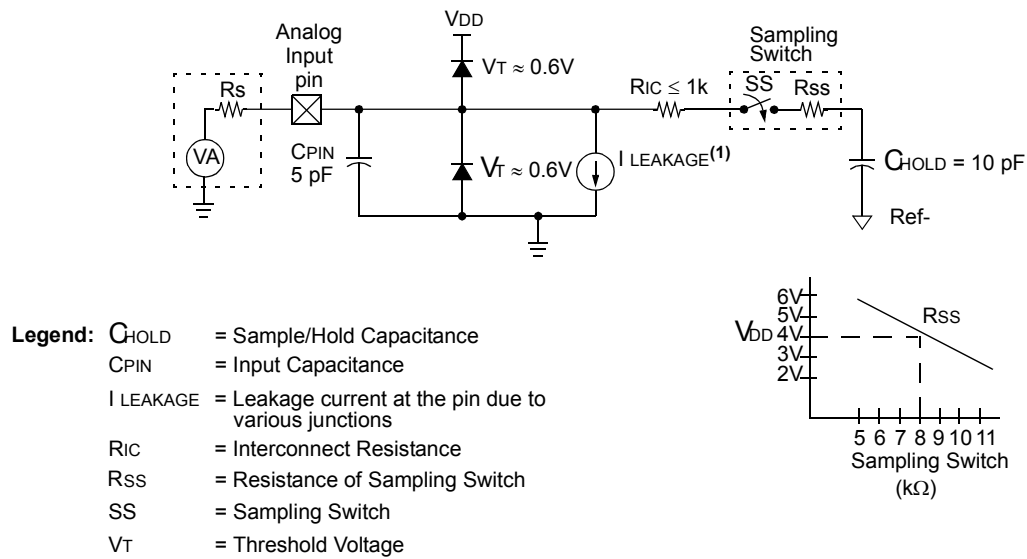 Analog
Input
pin
VDD
VT ≈ 0.6V
Sampling
Switch
Rs
RIC ≤ 1k
SS
Rss
VA
CPIN
5 pF
VT ≈ 0.6V
I LEAKAGE(1)
CHOLD = 10 pF
Ref-
Legend: CHOLD = Sample/Hold Capacitance
CPIN = Input Capacitance
I LEAKAGE = Leakage current at the pin due to
various junctions
RIC = Interconnect Resistance
RSS = Resistance of Sampling Switch
SS = Sampling Switch
VT = Threshold Voltage
6V
5V
VDD 4V
3V
2V
RSS
5 6 7 8 9 10 11
Sampling Switch
(kΩ)